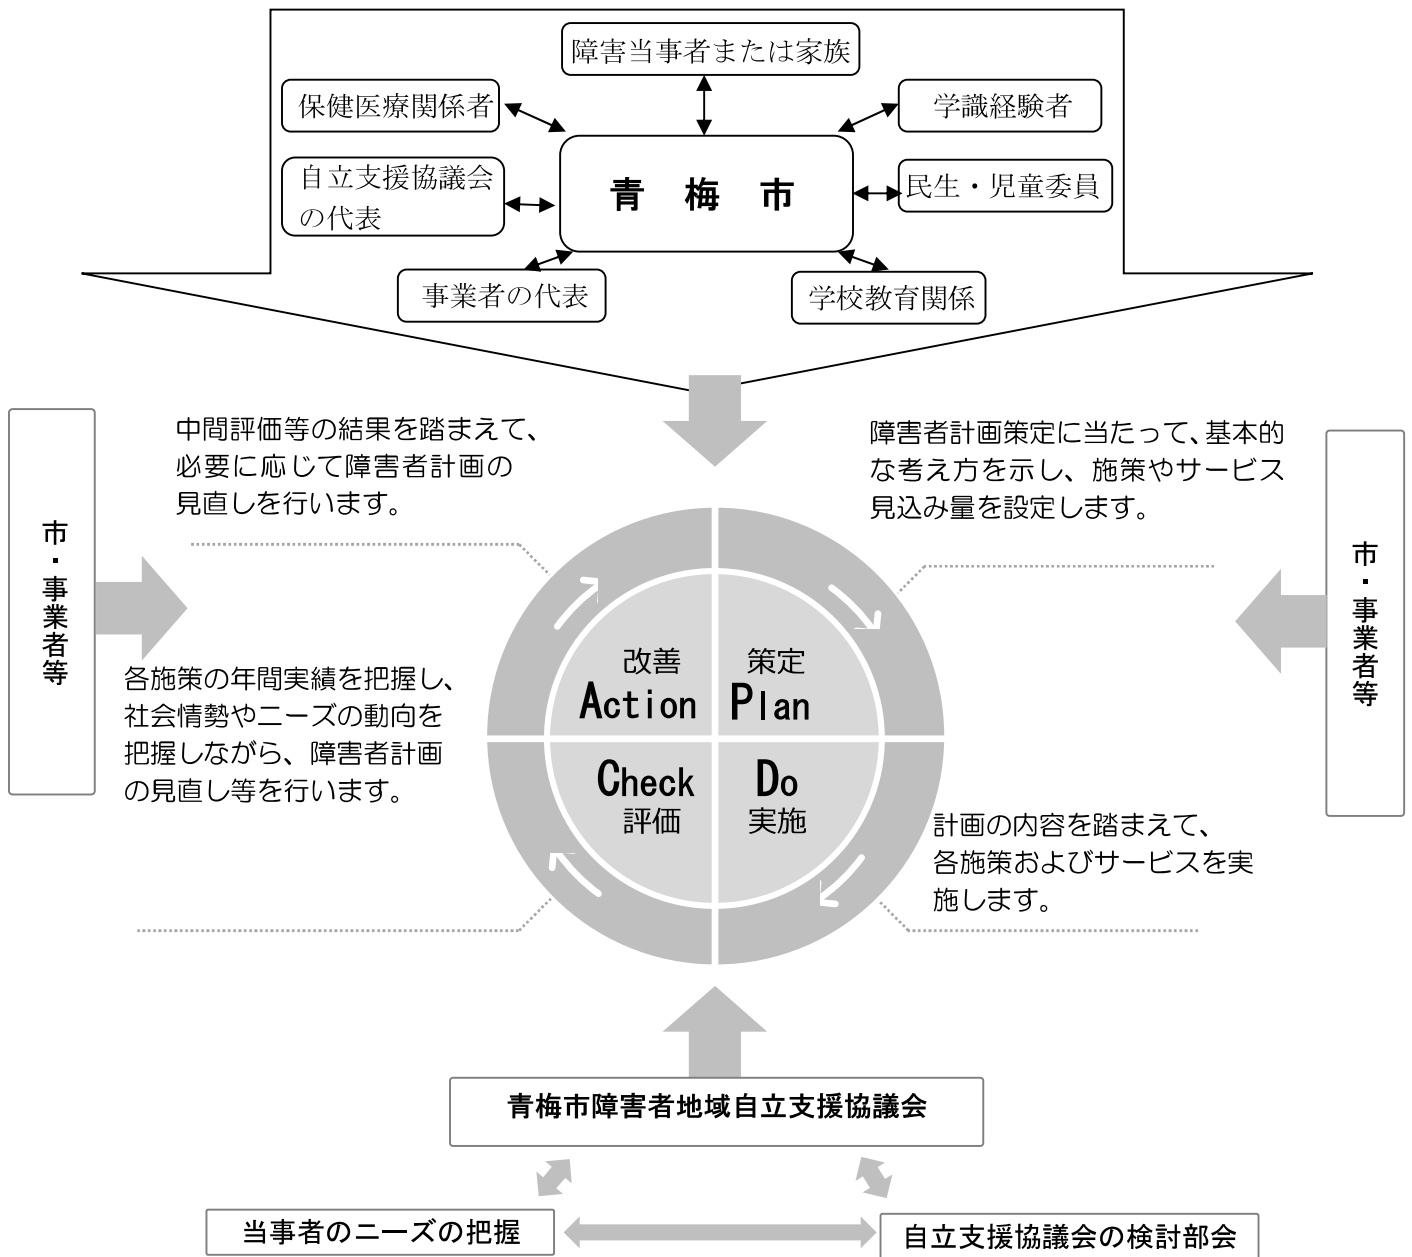 障害当事者または家族
保健医療関係者
学識経験者
自立支援協議会
の代表
青 梅 市
民生・児童委員
事業者の代表
学校教育関係
中間評価等の結果を踏まえて、
必要に応じて障害者計画の
見直しを行います。
障害者計画策定に当たって、基本的
な考え方を示し、施策やサービス
見込み量を設定します。
市・事業者等
市・事業者等
各施策の年間実績を把握し、
社会情勢やニーズの動向を
把握しながら、障害者計画
の見直し等を行います。
改善
Action
策定
Plan
Check
評価
Do
実施
計画の内容を踏まえて、
各施策およびサービスを実
施します。
青梅市障害者地域自立支援協議会
当事者のニーズの把握
自立支援協議会の検討部会